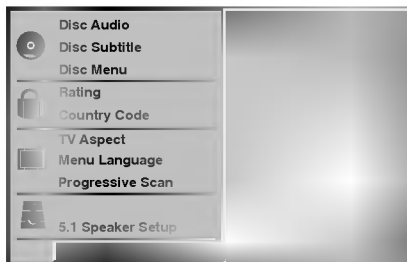 Disc Audio
Disc Subtitle
Disc Menu
Rating
Country Code
TV Aspect
Menu Language
Progressive Scan
5.1 Speaker Setup